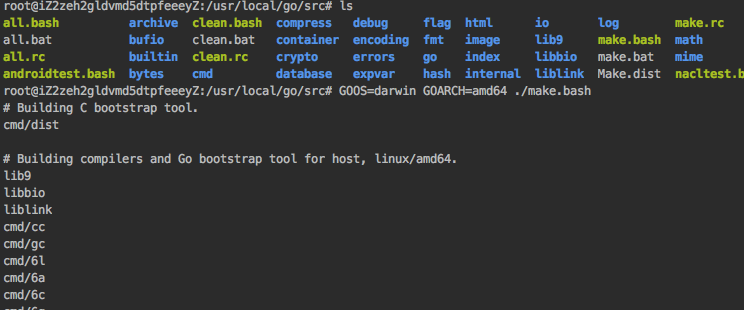 root@iZ2zeh2gldvmd5dtpfeeeyZ:/usr/local/go/src# ls
all.bash archive clean.bash compress debug flag html io log make.rc
all.bat bufio clean.bat container encoding fmt image lib9 make.bash math
all.rc builtin clean.rc crypto errors go index libbio make.bat mime
androidtest.bash bytes cmd database expvar hash internal liblink Make.dist nacltest.b
root@iZ2zeh2gldvmd5dtpfeeeyZ:/usr/local/go/src# GOOS=darwin GOARCH=amd64 ./make.bash
# Building C bootstrap tool.
cmd/dist
# Building compilers and Go bootstrap tool for host, linux/amd64.
lib9
libbio
liblink
cmd/cc
cmd/gc
cmd/6l
cmd/6a
cmd/6c